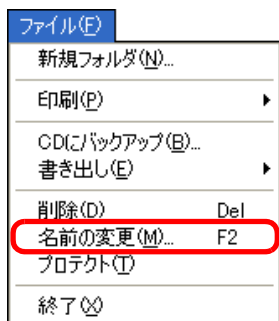 ファイル(F)
新規フォルダ(N)...
印刷(P)
CDにバックアップ(B)...
書き出し(E)
削除(D) Del
名前の変更(M)... F2
プロテクト(T)
終了(X)